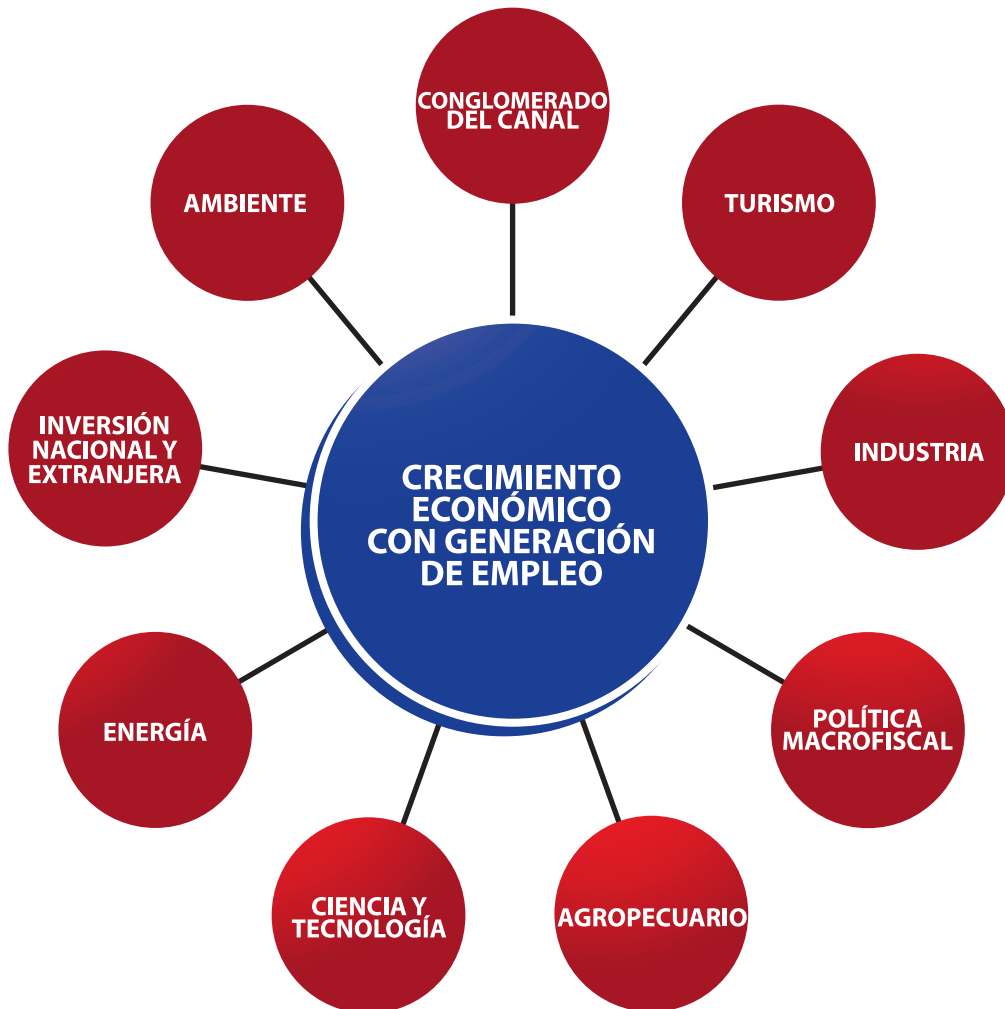 CONGLOMERADO
DEL CANAL
AMBIENTE
TURISMO
INVERSIÓN
NACIONAL Y
EXTRANJERA
INDUSTRIA
CRECIMIENTO
ECONÓMICO
CON GENERACIÓN
DE EMPLEO
ENERGÍA
POLÍTICA
MACROFISCAL
CIENCIA Y
TECNOLOGÍA
AGROPECUARIO